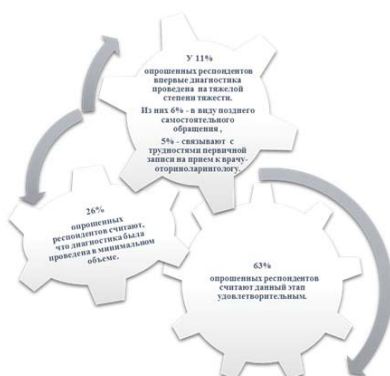 У 11%
опрошенных респондентов
впервые диагностика
проведена на тяжелой
степени тяжести.
Из них 6% - в виду позднего
самостоятельного
обращения ,
5% - связывают с
трудностями первичной
записи на прием к врачу-
оториноларингологу.
26%
опрошенных
респондентов считают,
что диагностика была
проведена в минимальном
объеме.
63%
опрошенных респондентов
считают данный этап
удовлетворительным.